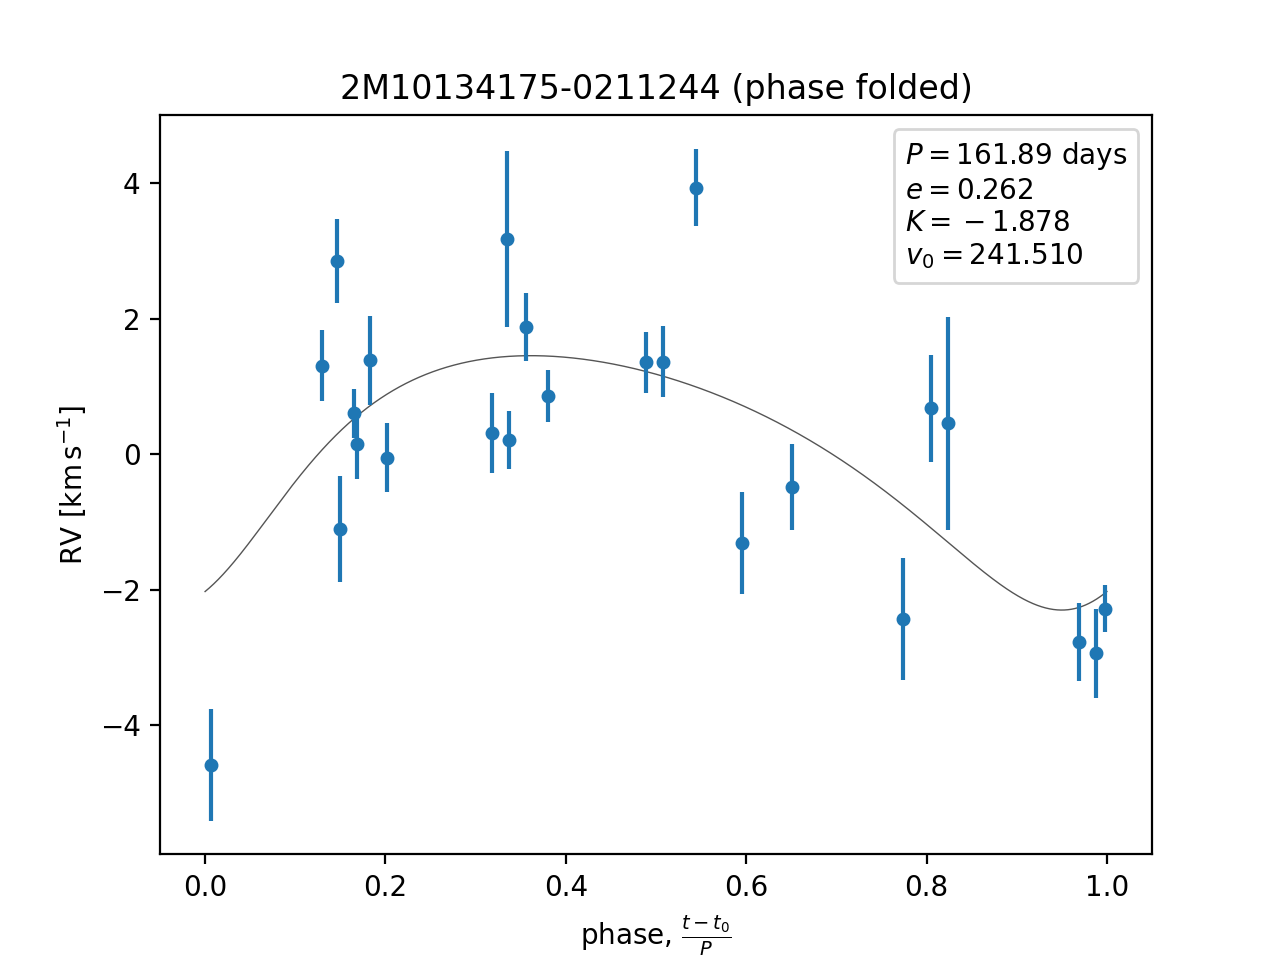 2M10134175-0211244 (phase folded)
P = 161.89 days
e = 0.262
K = −1.878
v₀ = 241.510
RV [km s⁻¹]
4
2
0
−2
−4
0.0 0.2 0.4 0.6 0.8 1.0
phase, (t − t₀)/P